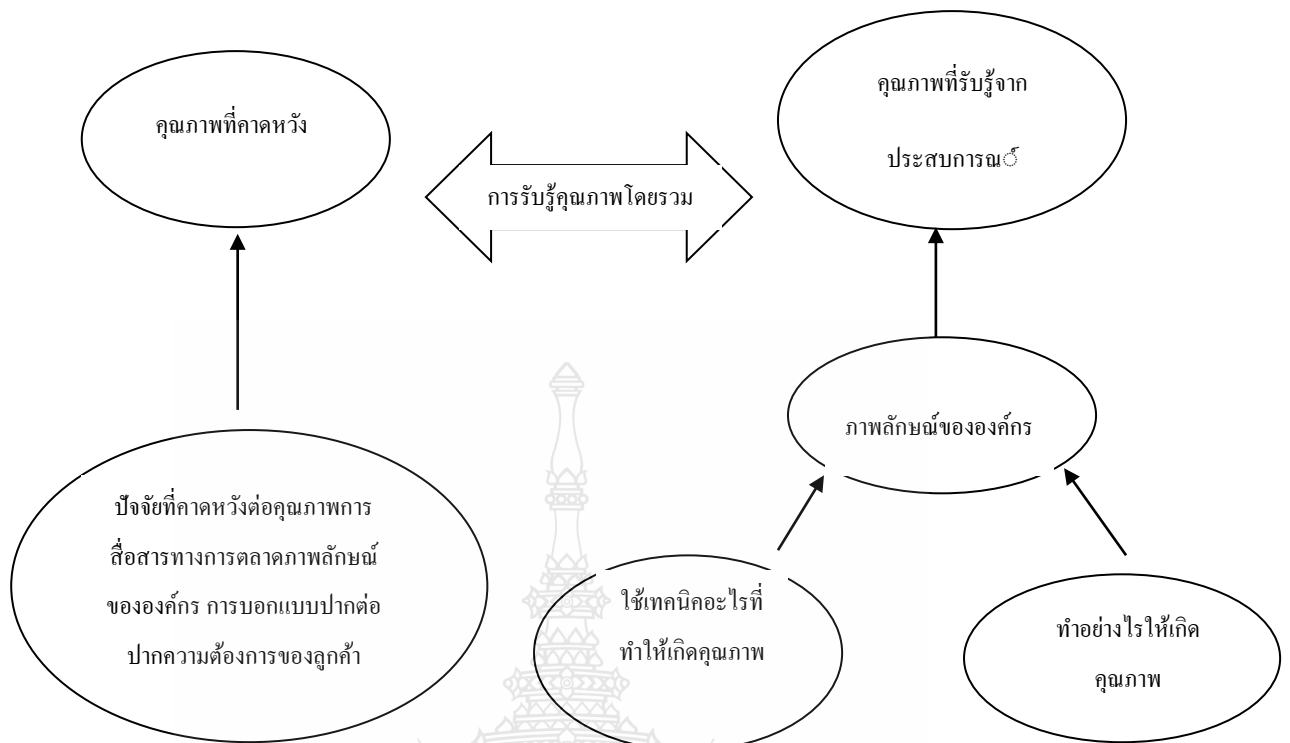 คุณภาพที่คาดหวัง
คุณภาพที่รับรู้จาก
ประสบการณ์
การรับรู้คุณภาพโดยรวม
ภาพลักษณ์ขององค์กร
ปัจจัยที่คาดหวังต่อคุณภาพการ
สื่อสารทางการตลาดภาพลักษณ์
ขององค์กร การบอกแบบปากต่อ
ปากความต้องการของลูกค้า
ใช้เทคนิคอะไรที่
ทำให้เกิดคุณภาพ
ทำอย่างไรให้เกิด
คุณภาพ